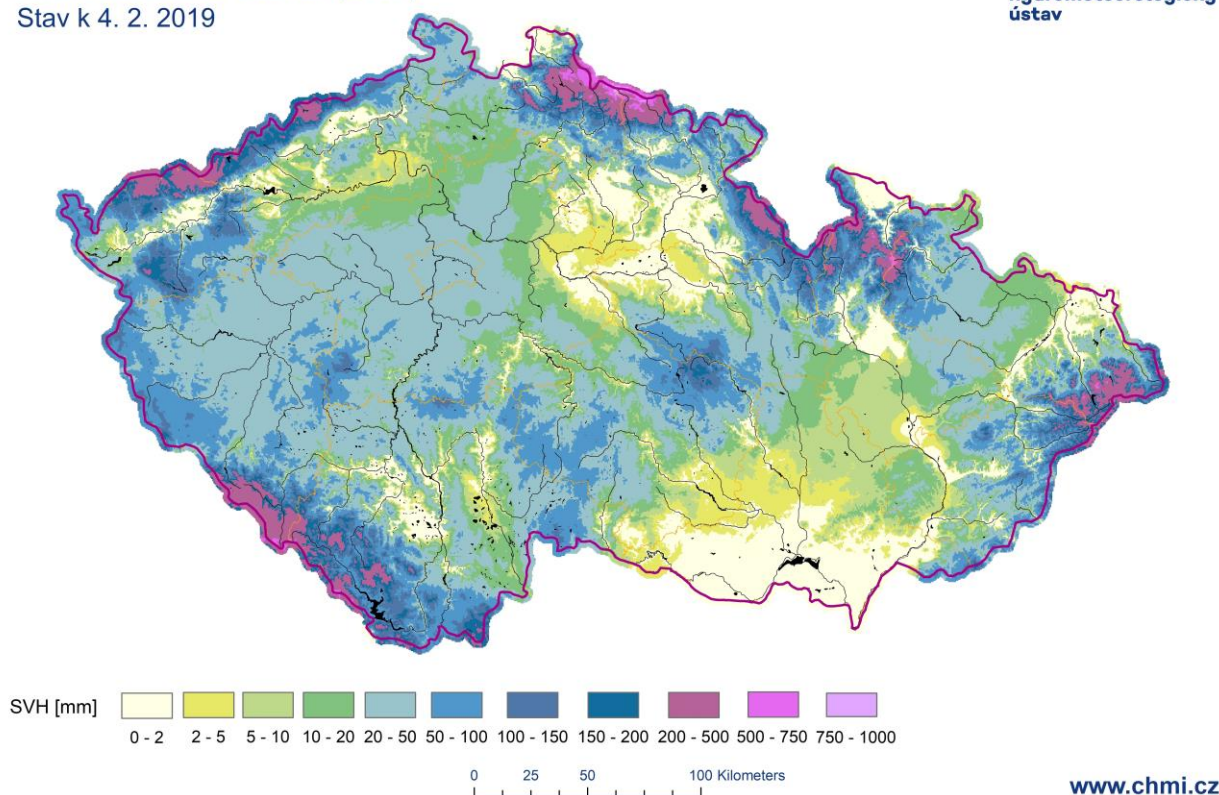 Stav k 4. 2. 2019
ústav
SVH [mm]
0 - 2 2 - 5 5 - 10 10 - 20 20 - 50 50 - 100 100 - 150 150 - 200 200 - 500 500 - 750 750 - 1000
0 25 50 100 Kilometers
www.chmi.cz